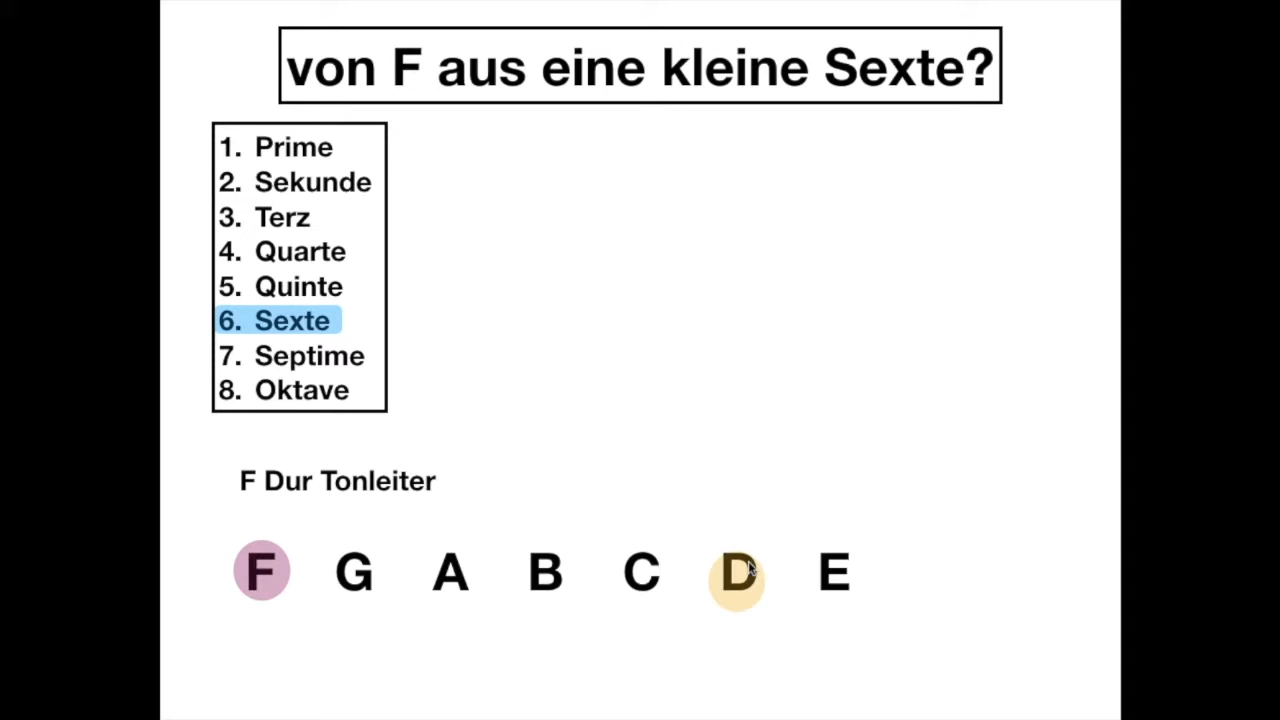 von F aus eine kleine Sexte?
1. Prime
2. Sekunde
3. Terz
4. Quarte
5. Quinte
6. Sexte
7. Septime
8. Oktave
F Dur Tonleiter
F G A B C D E